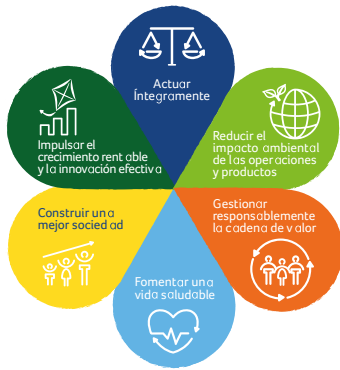 Actuar
Íntegramente
Reducir el
impacto ambiental
de las operaciones
y productos
Gestionar
responsablemente
la cadena de valor
Fomentar una
vida saludable
Construir una
mejor sociedad
Impulsar el
crecimiento rentable
y la innovación efectiva